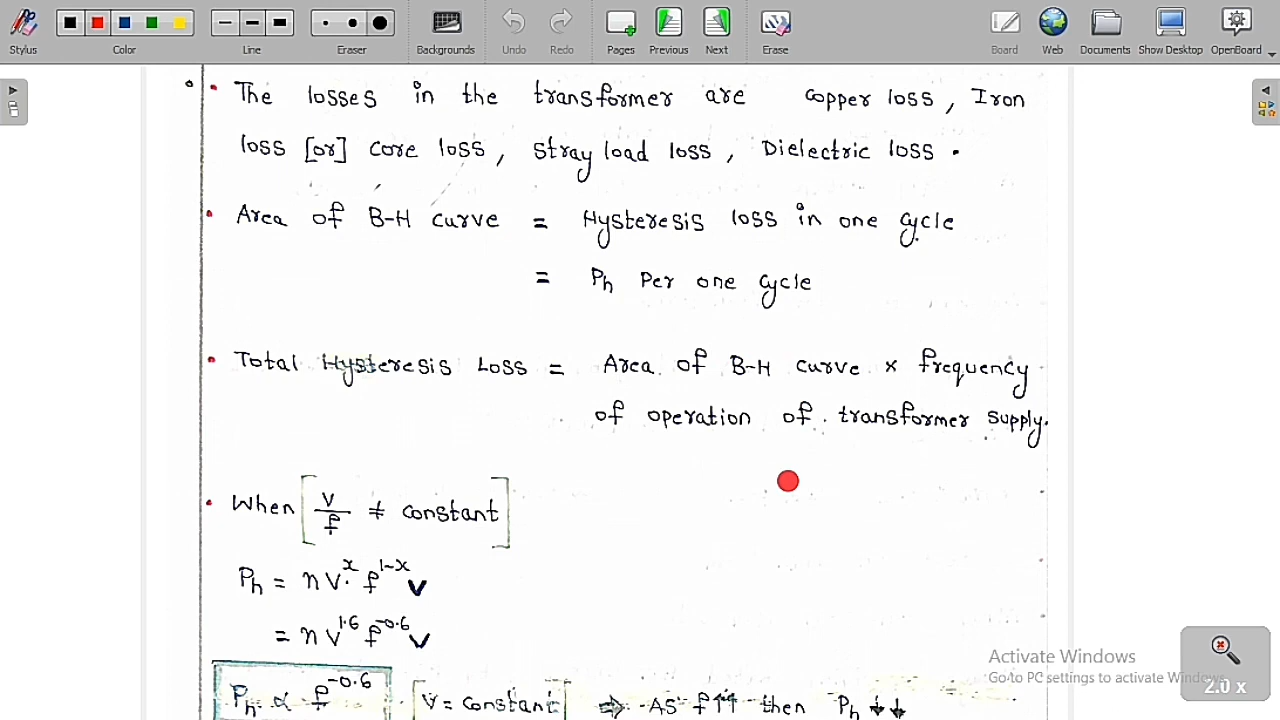 Stylus Color Line Eraser Backgrounds Undo Redo Pages Previous Next Erase Board Web Documents Show Desktop OpenBoard
• The losses in the transformer are copper loss, Iron
loss [or] core loss, stray load loss, Dielectric loss.
• Area of B-H curve = Hysteresis loss in one cycle
= Ph Per one cycle
• Total Hysteresis Loss = Area of B-H curve × frequency
of operation of transformer supply.
• When [V/f ≠ constant]
Ph = η V^x f^1-x V
= η V^1.6 f^-0.6 V
Ph ∝ f^-0.6 [V = constant] ⇒ As f↑↑ then Ph ↓↓
Activate Windows
Go to PC settings to activate Windows.
2.0 x